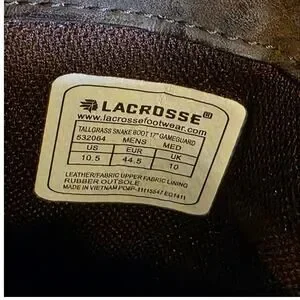 LACROSSE
www.lacrossefootwear.com
TALLGRASS SNAKE BOOT 17" GAMEGUARD
532064 MENS MED
US EUR UK
10.5 44.5 10
LEATHER/FABRIC UPPER FABRIC LINING
RUBBER OUTSOLE
MADE IN VIETNAM